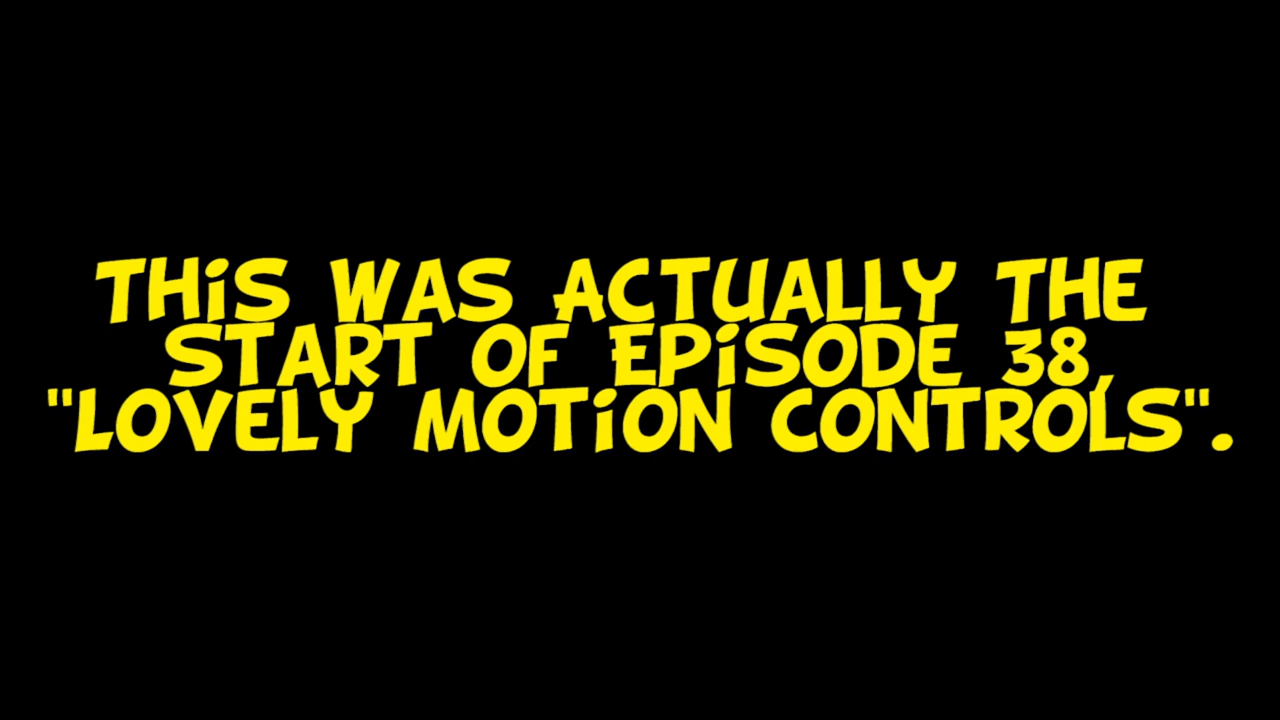 THiS WAS ACTUALLY THE
START OF EPiSODE 38,
"LOVELY MOTiON CONTROLS".